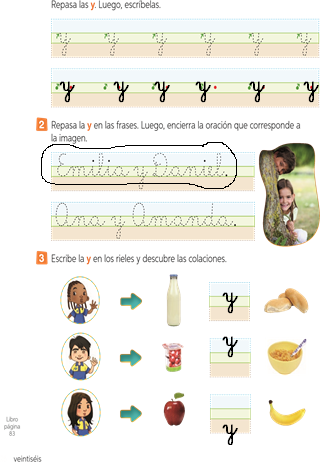 Repasa las y. Luego, escríbelas.
y y y y y y
y y y y y y
2 Repasa la y en las frases. Luego, encierra la oración que corresponde a
la imagen.
Emilia y Daniel.
Ana y Amanda.
3 Escribe la y en los rieles y descubre las colaciones.
y
y
y
Libro
página
83
veintiséis